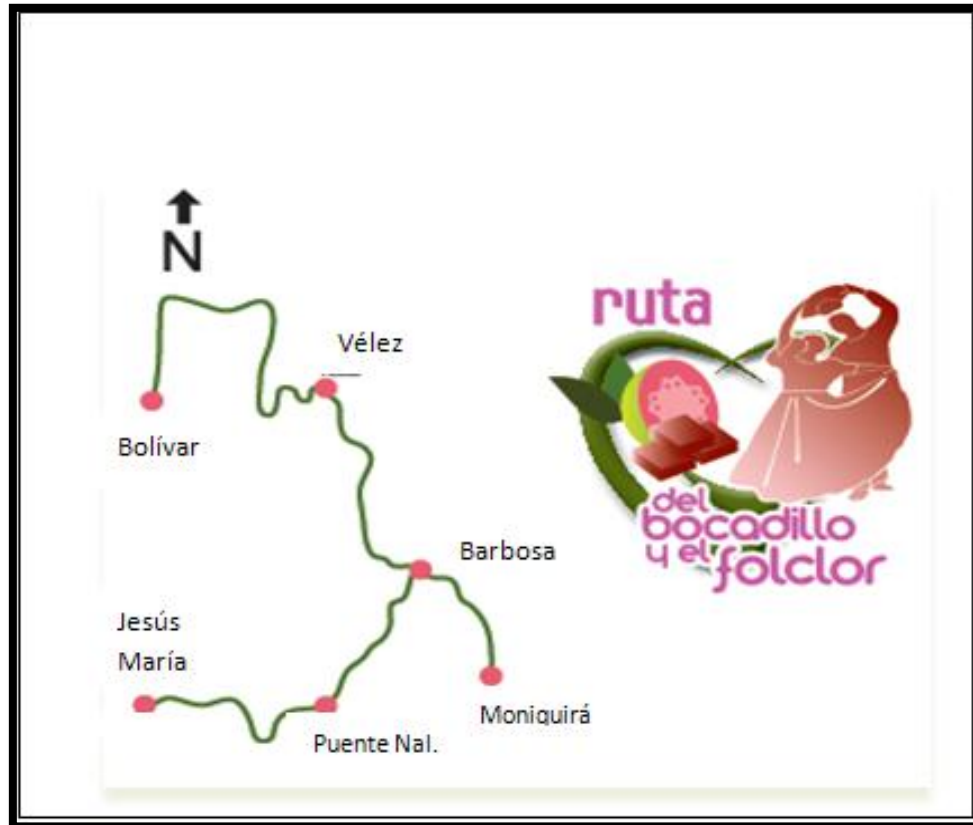 N
Vélez
Bolívar
Barbosa
Jesús
María
Moniquirá
Puente Nal.
ruta
del
bocadillo
y el
folclor